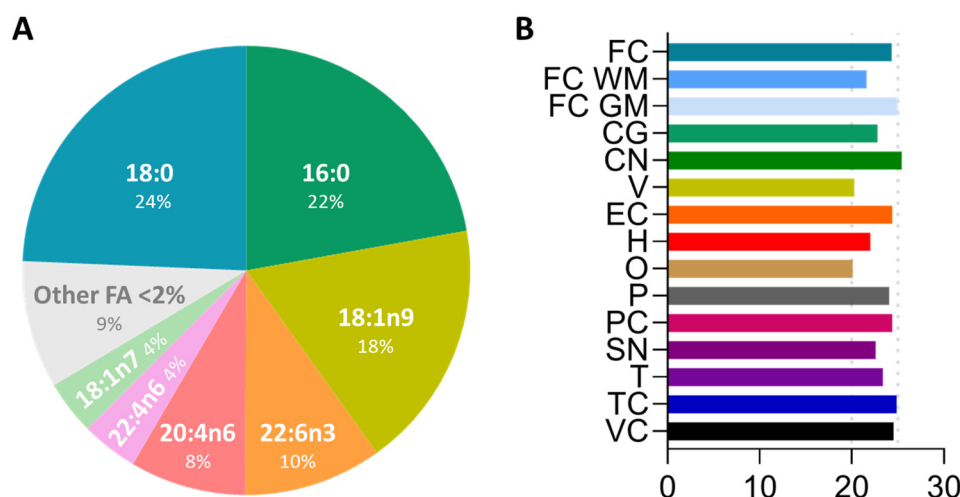 A
18:0
24%
16:0
22%
18:1n9
18%
22:6n3
10%
20:4n6
8%
22:4n6 4%
18:1n7 4%
Other FA <2%
9%
B
FC
FC WM
FC GM
CG
CN
V
EC
H
O
P
PC
SN
T
TC
VC
0 10 20 30